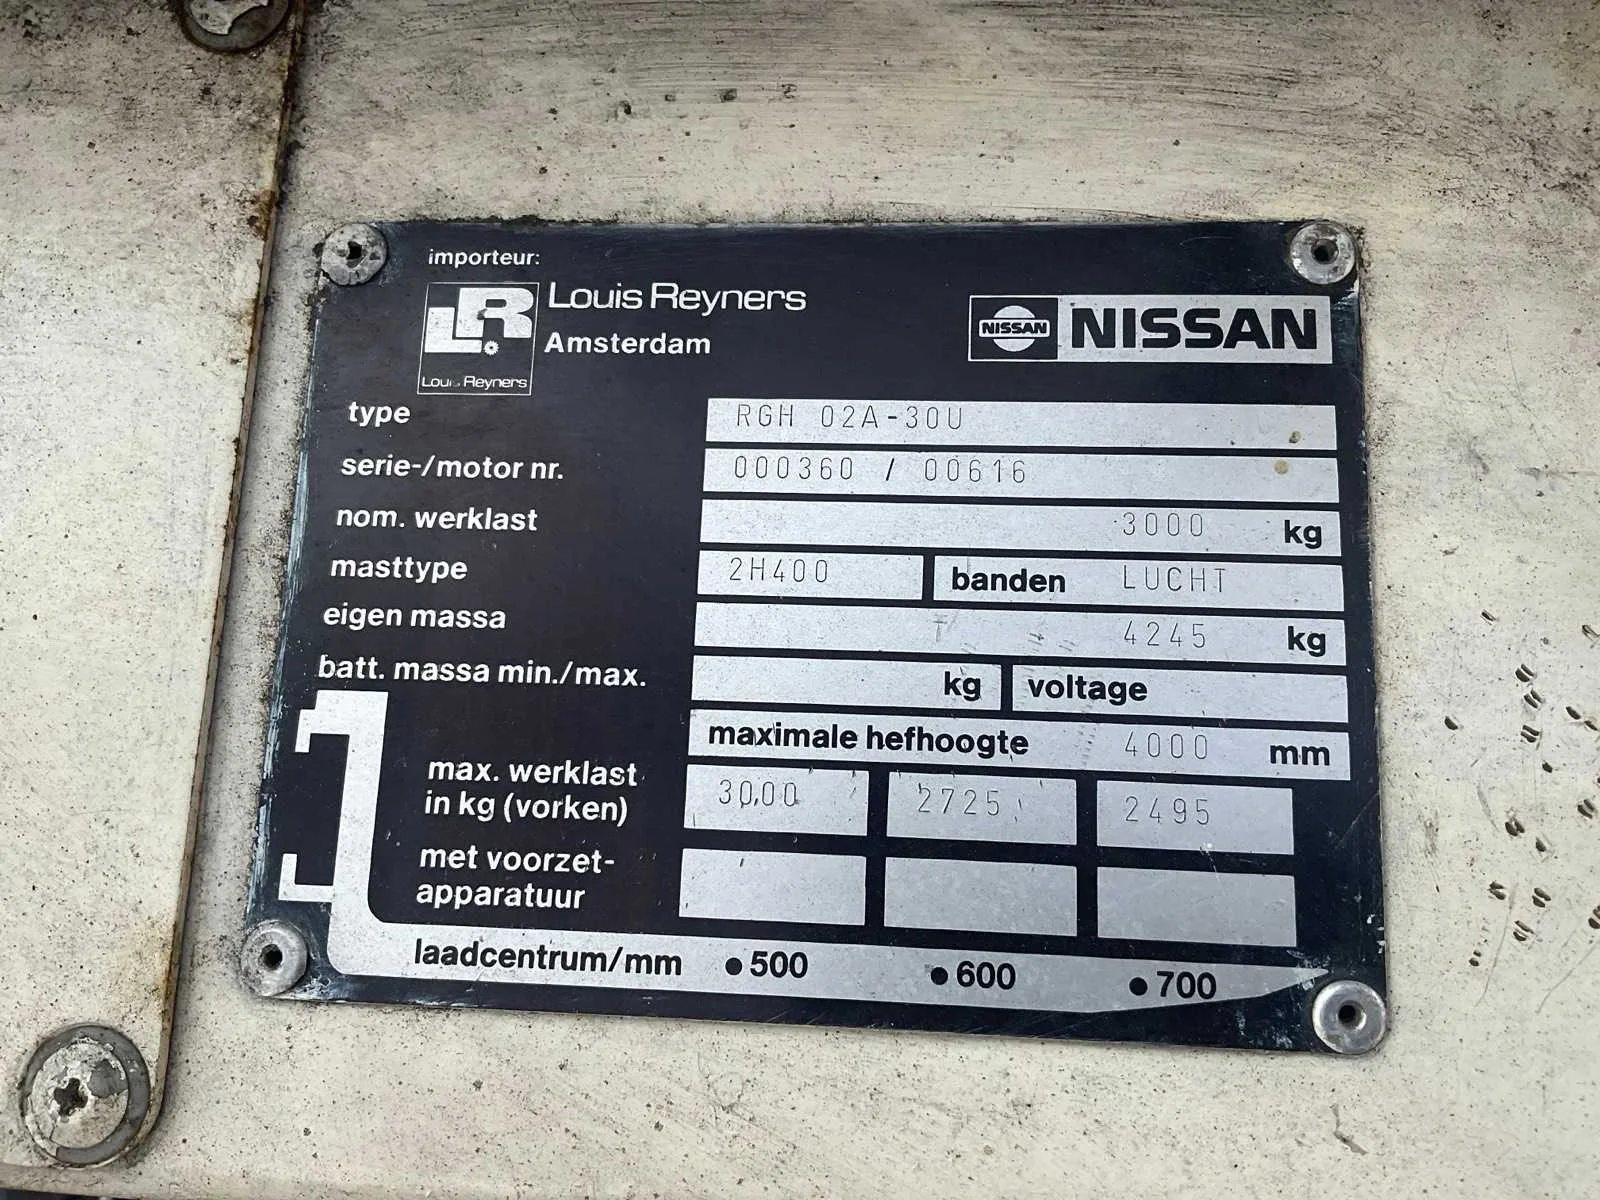 importeur:
LR Louis Reyners
Amsterdam
Louis Reyners
NISSAN NISSAN
type RGH 02A-30U
serie-/motor nr. 000360 / 00616
nom. werklast 3000 kg
masttype 2H400 banden LUCHT
eigen massa 4245 kg
batt. massa min./max. kg voltage
maximale hefhoogte 4000 mm
max. werklast
in kg (vorken) 3000 2725 2495
met voorzet-
apparatuur
laadcentrum/mm ●500 ●600 ●700